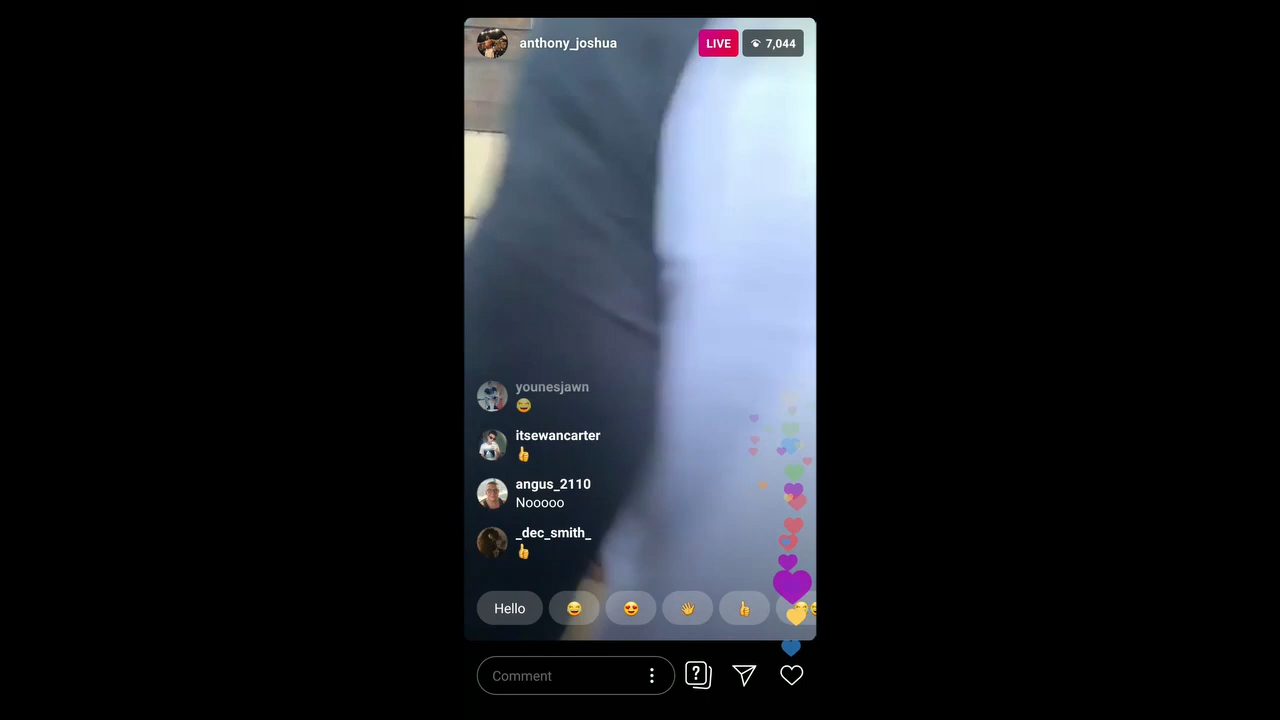 anthony_joshua
LIVE
7,044
younesjawn
😂
itsewancarter
👍
angus_2110
Nooooo
_dec_smith_
👍
Hello 😂 😍 👋 👍
Comment
?